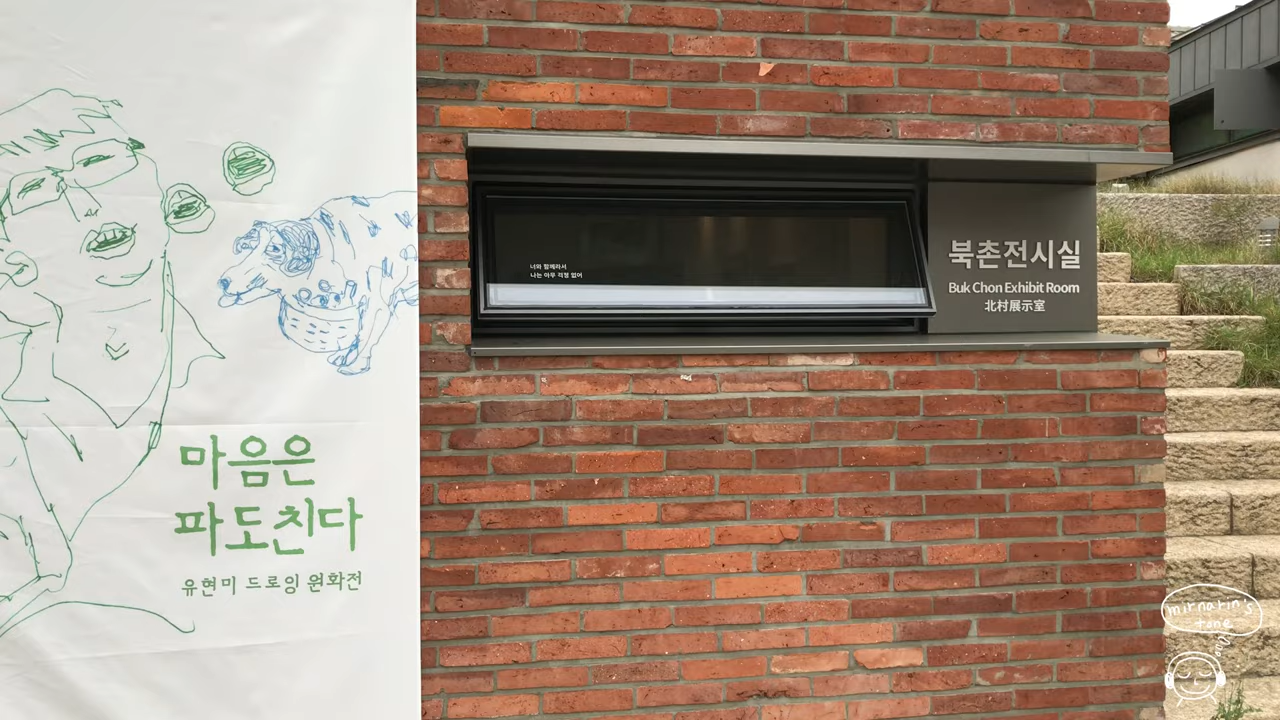 마음은
파도친다
유현미 드로잉 원화전
너와 함께라서
나는 아무 걱정 없어
북촌전시실
Buk Chon Exhibit Room
北村展示室
mirnarin's
tone